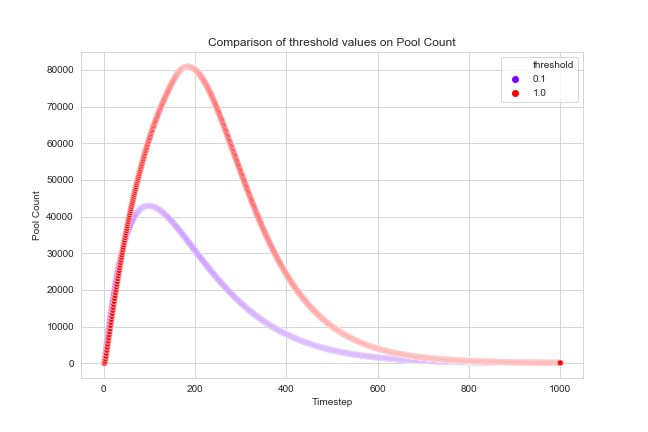 Comparison of threshold values on Pool Count
threshold
0.1
1.0
Pool Count
80000
70000
60000
50000
40000
30000
20000
10000
0
0 200 400 600 800 1000
Timestep